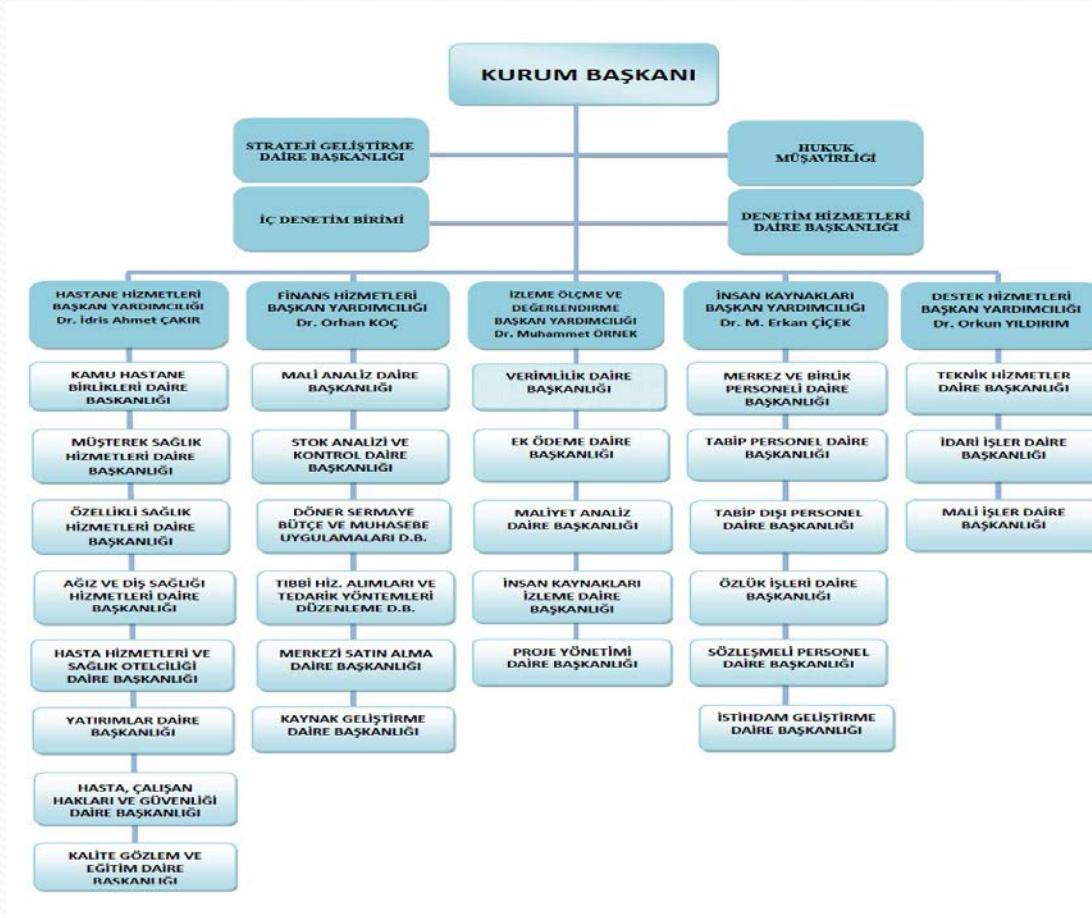 KURUM BAŞKANI
STRATEJİ GELİŞTİRME
DAİRE BAŞKANLIĞI
HUKUK
MÜŞAVİRLİĞİ
İÇ DENETİM BİRİMİ
DENETİM HİZMETLERİ
DAİRE BAŞKANLIĞI
HASTANE HİZMETLERİ
BAŞKAN YARDIMCILIĞI
Dr. İdris Ahmet ÇAKIR
KAMU HASTANE
BİRLİKLERİ DAİRE
BASKANLIĞI
MÜŞTEREK SAĞLIK
HİZMETLERİ DAİRE
BAŞKANLIĞI
ÖZELLİKLİ SAĞLIK
HİZMETLERİ DAİRE
BAŞKANLIĞI
AĞIZ VE DİŞ SAĞLIĞI
HİZMETLERİ DAİRE
BAŞKANLIĞI
HASTA HİZMETLERİ VE
SAĞLIK OTELCİLİĞİ
DAİRE BAŞKANLIĞI
YATIRIMLAR DAİRE
BAŞKANLIĞI
HASTA, ÇALIŞAN
HAKLARI VE GÜVENLİĞİ
DAİRE BAŞKANLIĞI
KALİTE GÖZLEM VE
EĞİTİM DAİRE
BASKANLIĞI
FİNANS HİZMETLERİ
BAŞKAN YARDIMCILIĞI
Dr. Orhan KOÇ
MALİ ANALİZ DAİRE
BAŞKANLIĞI
STOK ANALİZİ VE
KONTROL DAİRE
BAŞKANLIĞI
DÖNER SERMAYE
BÜTÇE VE MUHASEBE
UYGULAMALARI D.B.
TIBBİ HİZ. ALIMLARI VE
TEDARİK YÖNTEMLERİ
DÜZENLEME D.B.
MERKEZİ SATIN ALMA
DAİRE BAŞKANLIĞI
KAYNAK GELİŞTİRME
DAİRE BAŞKANLIĞI
İZLEME ÖLÇME VE
DEĞERLENDIRME
BAŞKAN YARDIMCILIĞI
Dr. Muhammet ÖRNEK
VERİMLİLİK DAİRE
BAŞKANLIĞI
EK ÖDEME DAİRE
BAŞKANLIĞI
MALİYET ANALİZ
DAİRE BAŞKANLIĞI
İNSAN KAYNAKLARI
İZLEME DAİRE
BAŞKANLIĞI
PROJE YÖNETİMİ
DAİRE BAŞKANLIĞI
İNSAN KAYNAKLARI
BAŞKAN YARDIMCILIĞI
Dr. M. Erkan ÇİÇEK
MERKEZ VE BİRLİK
PERSONELİ DAİRE
BAŞKANLIĞI
TABİP PERSONEL DAİRE
BAŞKANLIĞI
TABİP DIŞI PERSONEL
DAİRE BAŞKANLIĞI
ÖZLÜK İŞLERİ DAİRE
BAŞKANLIĞI
SÖZLEŞMELİ PERSONEL
DAİRE BAŞKANLIĞI
İSTİHDAM GELİŞTİRME
DAİRE BAŞKANLIĞI
DESTEK HİZMETLERİ
BAŞKAN YARDIMCILIĞI
Dr. Orkun YILDIRIM
TEKNİK HİZMETLER
DAİRE BAŞKANLIĞI
İDARİ İŞLER DAİRE
BAŞKANLIĞI
MALİ İŞLER DAİRE
BAŞKANLIĞI